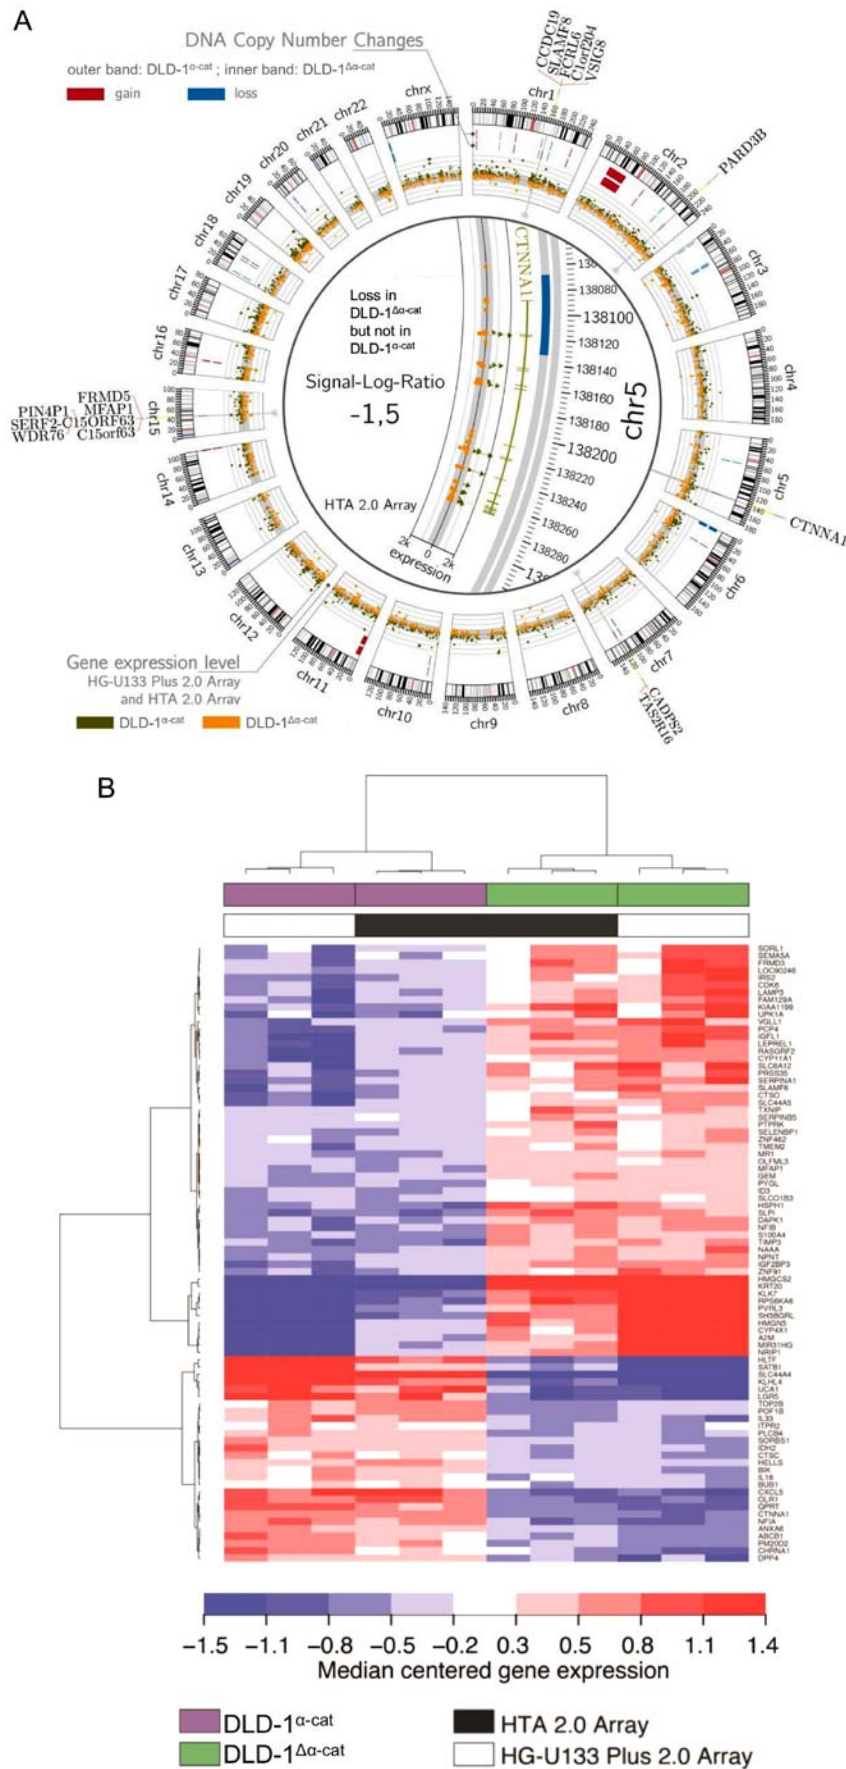 A
DNA Copy Number Changes
outer band: DLD-1α-cat ; inner band: DLD-1Δα-cat
gain
loss
CCDC19
SLAMF8
FCRL6
C1orf204
VSIG8
chr1
chr2
PARD3B
chr3
chr4
chr5
CTNNA1
chr6
chr7
CADPS2
TAS2R16
chr8
chr9
chr10
chr11
chr12
chr13
chr14
chr15
FRMD5
PIN4P1 MFAP1
SERF2-C15ORF63
WDR76 C15orf63
chr16
chr17
chr18
chr19
chr20
chr21
chr22
chrx
Loss in
DLD-1Δα-cat
but not in
DLD-1α-cat
Signal-Log-Ratio
-1,5
HTA 2.0 Array
2k 0 2k
expression
CTNNA1
138080
138100
138120
138140
138160
138180
138200
138220
138240
138260
138280
chr5
Gene expression level
HG-U133 Plus 2.0 Array
and HTA 2.0 Array
DLD-1α-cat
DLD-1Δα-cat
B
SORL1
SEMA5A
FRMD3
LOC90246
IRS2
CDK6
LAMP3
FAM129A
KIAA1199
UPK1A
VGLL1
PCP4
IGFL1
LEPREL1
RASGRF2
CYP11A1
SLC6A12
PRSS35
SERPINA1
SLAMF8
CTSO
SLC44A5
TXNIP
SERPINB5
PTPRK
SELENBP1
ZNF462
TMEM2
MR1
OLFML3
MFAP1
GEM
PYGL
ID3
SLCO1B3
HSPH1
SLPI
DAPK1
NFIB
S100A4
TIMP3
NAAA
NPNT
IGF2BP3
ZNF91
HMGCS2
KRT20
KLK7
RPS6KA6
PVRL3
SH3BGRL
HMGN5
CYP4X1
A2M
MIR31HG
NRIP1
HLTF
SATB1
SLC44A4
KLHL4
UCA1
LGR5
TOP2B
POF1B
IL33
ITPR2
PLCB4
SORBS1
IDH2
CTSC
HELLS
BIK
IL18
BUB1
CXCL5
OLR1
QPRT
CTNNA1
NFIA
ANXA6
ABCB1
PM20D2
CHRNA1
DPP4
−1.5 −1.1 −0.8 −0.5 −0.2 0.3 0.5 0.8 1.1 1.4
Median centered gene expression
DLD-1α-cat
DLD-1Δα-cat
HTA 2.0 Array
HG-U133 Plus 2.0 Array